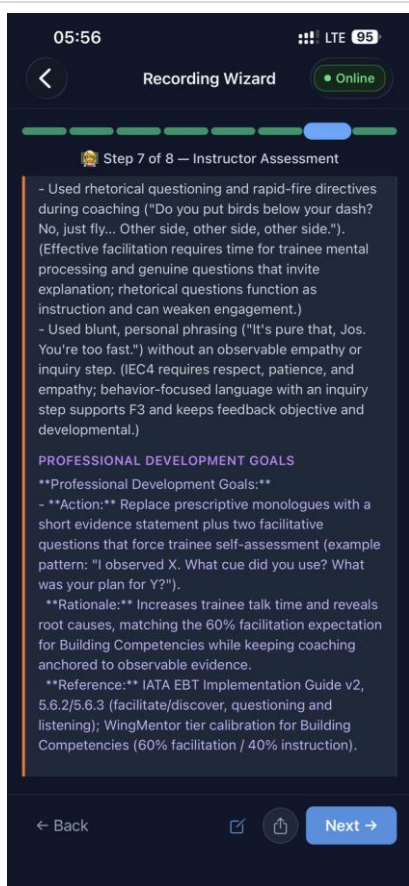 05:56
LTE 95
Recording Wizard
Online
Step 7 of 8 — Instructor Assessment
- Used rhetorical questioning and rapid-fire directives
during coaching ("Do you put birds below your dash?
No, just fly... Other side, other side, other side.").
(Effective facilitation requires time for trainee mental
processing and genuine questions that invite
explanation; rhetorical questions function as
instruction and can weaken engagement.)
- Used blunt, personal phrasing ("It's pure that, Jos.
You're too fast.") without an observable empathy or
inquiry step. (IEC4 requires respect, patience, and
empathy; behavior-focused language with an inquiry
step supports F3 and keeps feedback objective and
developmental.)
PROFESSIONAL DEVELOPMENT GOALS
**Professional Development Goals:**
- **Action:** Replace prescriptive monologues with a
short evidence statement plus two facilitative
questions that force trainee self-assessment (example
pattern: "I observed X. What cue did you use? What
was your plan for Y?").
**Rationale:** Increases trainee talk time and reveals
root causes, matching the 60% facilitation expectation
for Building Competencies while keeping coaching
anchored to observable evidence.
**Reference:** IATA EBT Implementation Guide v2,
5.6.2/5.6.3 (facilitate/discover, questioning and
listening); WingMentor tier calibration for Building
Competencies (60% facilitation / 40% instruction).
← Back
Next →